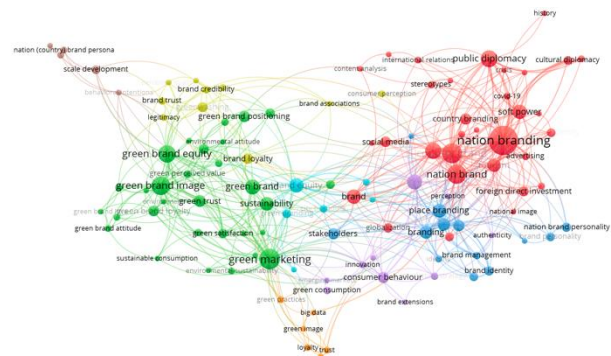 history
nation (country) brand persona
public diplomacy
international relations
cultural diplomacy
scale development
content analysis
stereotypes
brand credibility
consumer perception
covid-19
brand trust
soft power
legitimacy
brand associations
green brand positioning
country branding
environmental attitude
social media
nation branding
green brand equity
brand loyalty
advertising
green perceived value
nation brand
green brand image
green brand
perception
foreign direct investment
green trust
sustainability
brand
place branding
national image
green brand attitude
green satisfaction
stakeholders
globalization
branding
authenticity
nation brand personality
brand personality
sustainable consumption
green marketing
innovation
brand management
environmental sustainability
consumer behaviour
brand identity
green consumption
green practices
brand extensions
big data
green image
loyalty
trust